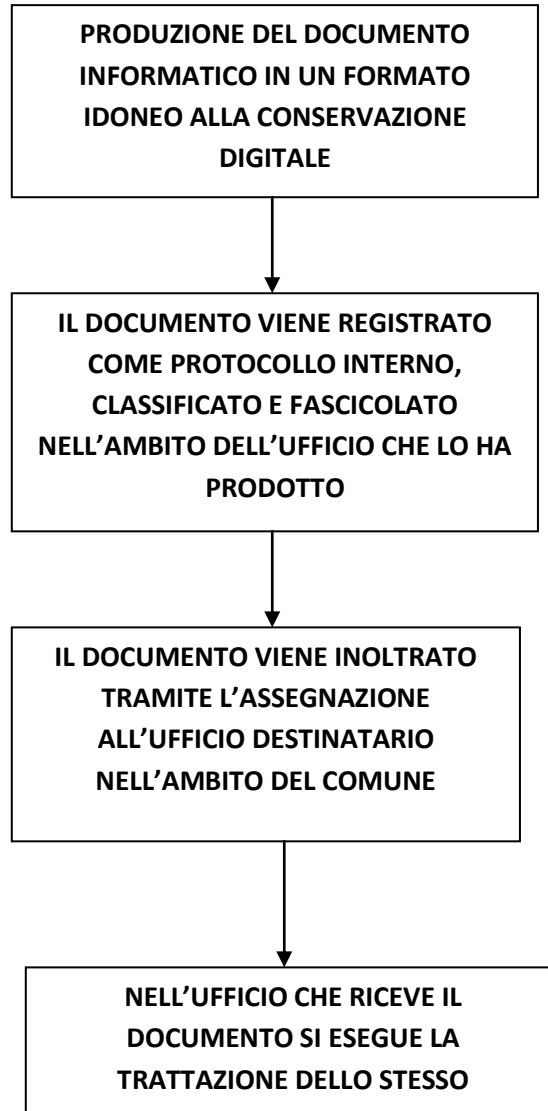 PRODUZIONE DEL DOCUMENTO
INFORMATICO IN UN FORMATO
IDONEO ALLA CONSERVAZIONE
DIGITALE
IL DOCUMENTO VIENE REGISTRATO
COME PROTOCOLLO INTERNO,
CLASSIFICATO E FASCICOLATO
NELL’AMBITO DELL’UFFICIO CHE LO HA
PRODOTTO
IL DOCUMENTO VIENE INOLTRATO
TRAMITE L’ASSEGNAZIONE
ALL’UFFICIO DESTINATARIO
NELL’AMBITO DEL COMUNE
NELL’UFFICIO CHE RICEVE IL
DOCUMENTO SI ESEGUE LA
TRATTAZIONE DELLO STESSO